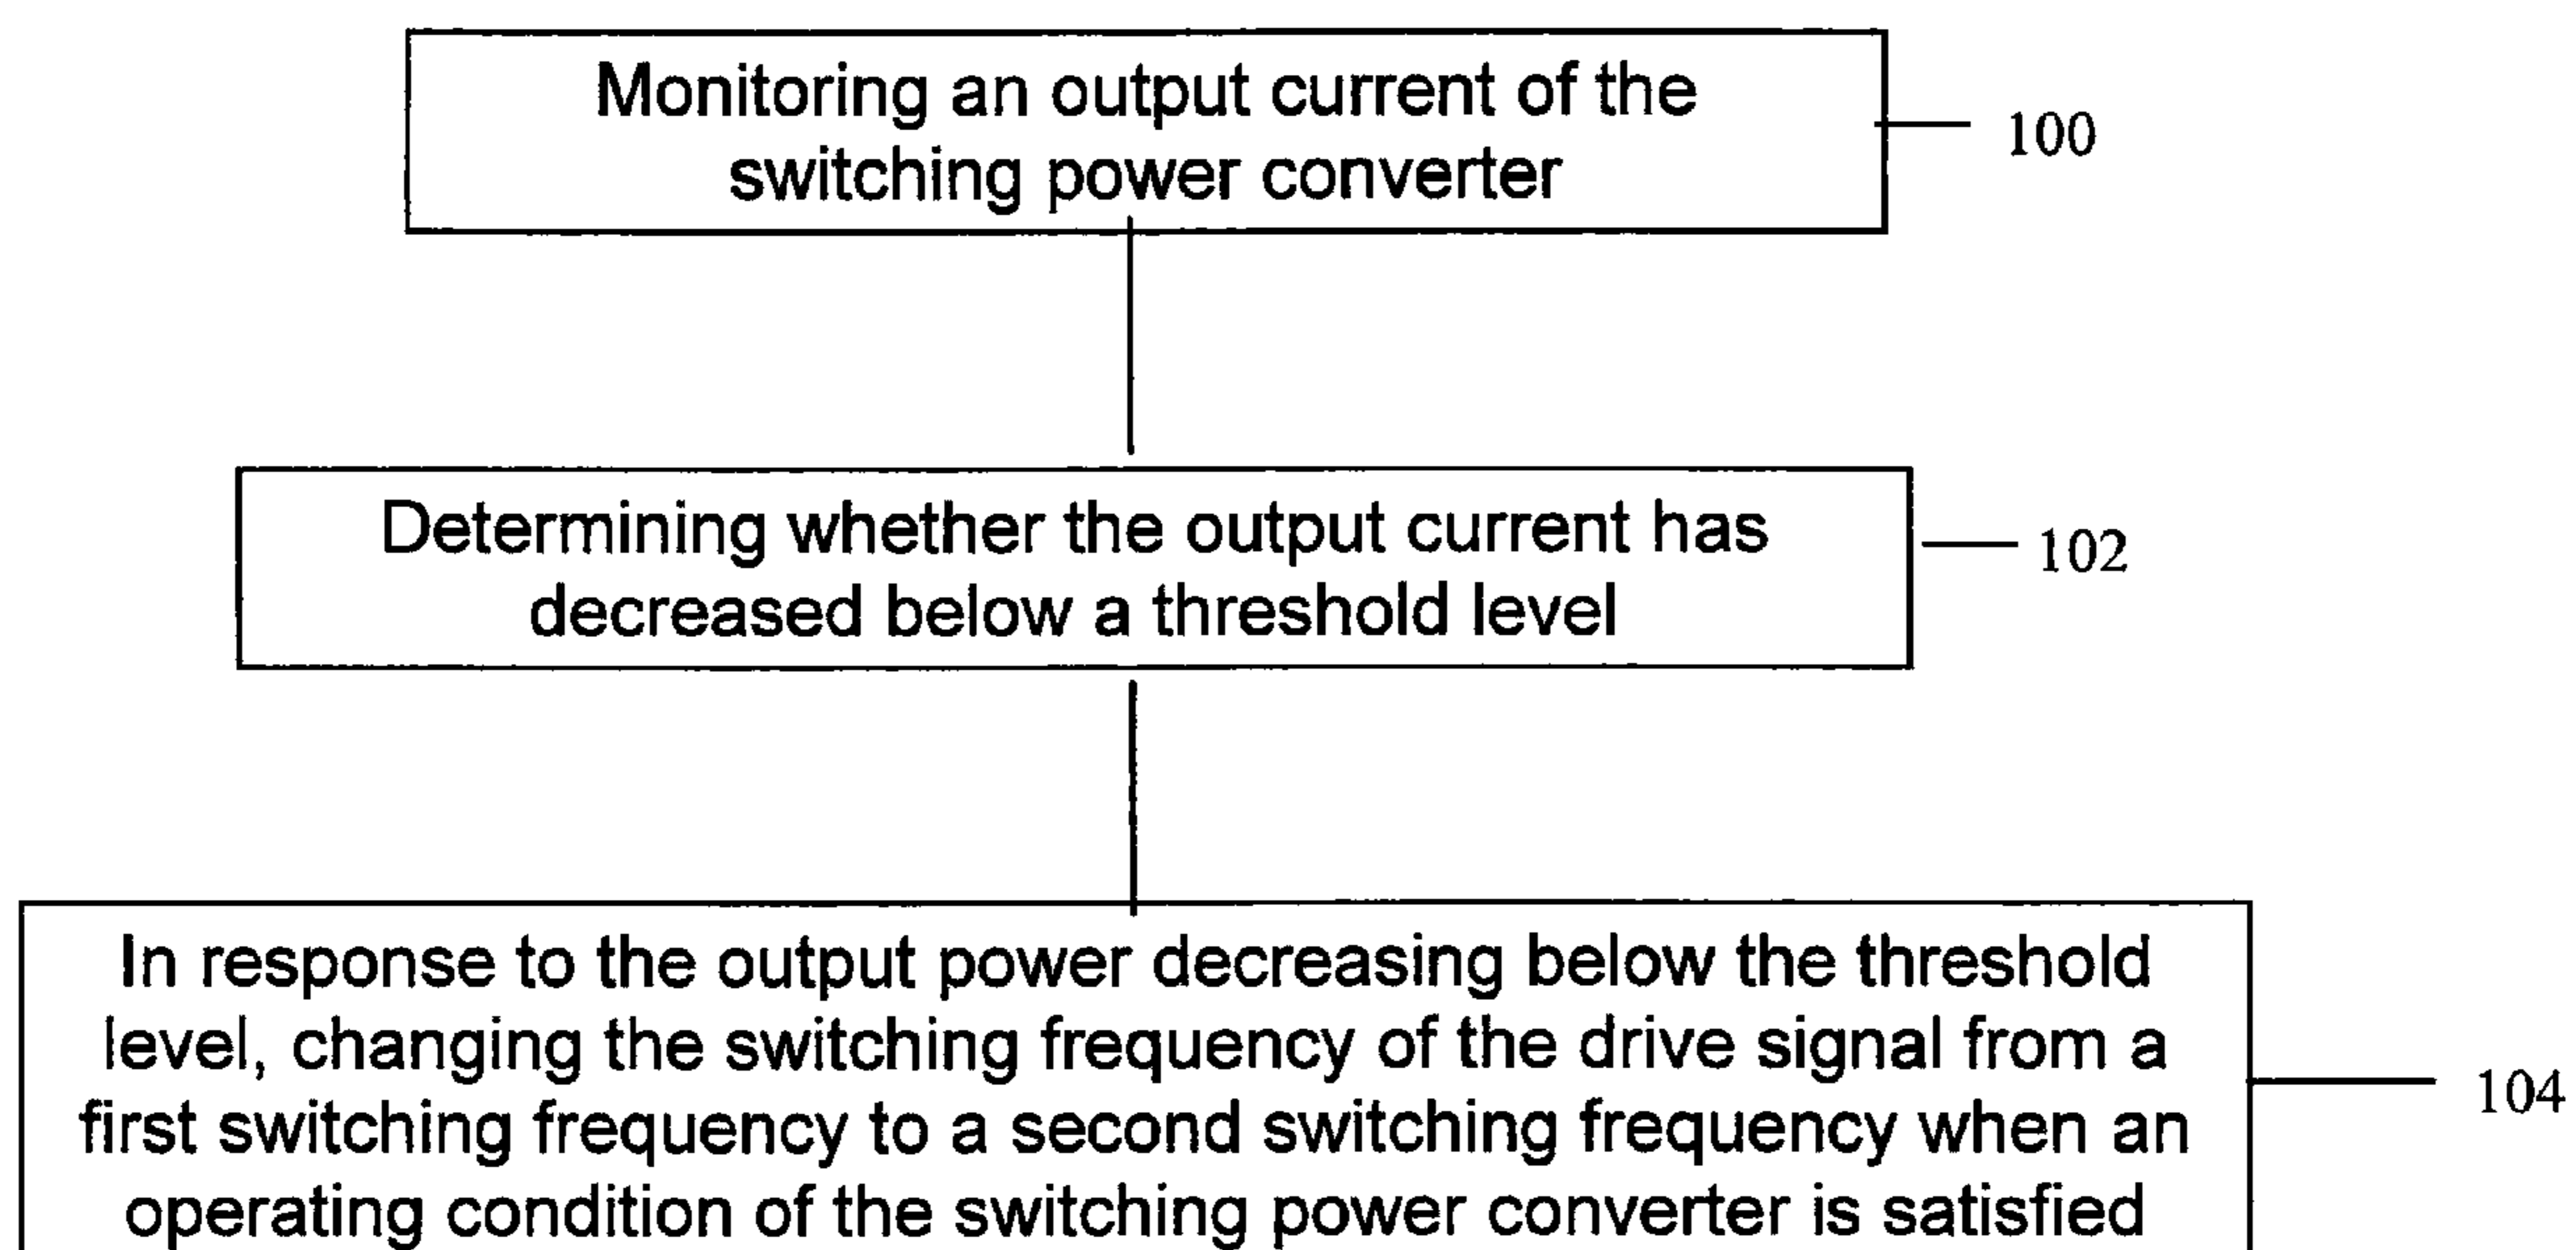 Monitoring an output current of the
switching power converter
100
Determining whether the output current has
decreased below a threshold level
102
In response to the output power decreasing below the threshold
level, changing the switching frequency of the drive signal from a
first switching frequency to a second switching frequency when an
operating condition of the switching power converter is satisfied
104